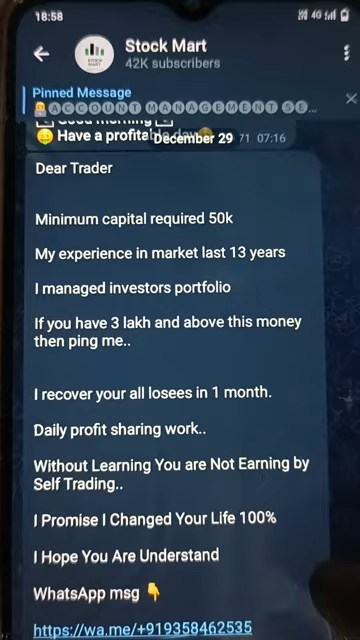 18:58
4G
Stock Mart
42K subscribers
Pinned Message
ACCOUNT MANAGEMENT SE...
Good morning
Have a profitable day
December 29
71 07:16
Dear Trader
Minimum capital required 50k
My experience in market last 13 years
I managed investors portfolio
If you have 3 lakh and above this money
then ping me..
I recover your all losees in 1 month.
Daily profit sharing work..
Without Learning You are Not Earning by
Self Trading..
I Promise I Changed Your Life 100%
I Hope You Are Understand
WhatsApp msg 👇
https://wa.me/+919358462535